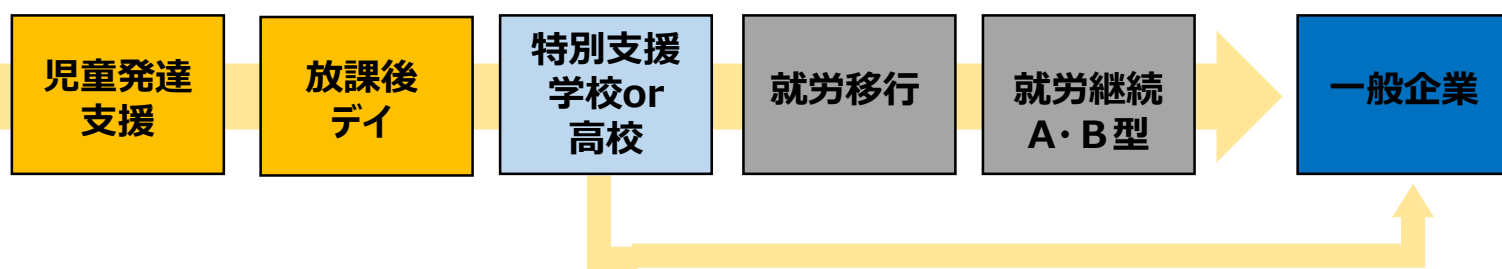 児童発達
支援
放課後
デイ
特別支援
学校or
高校
就労移行
就労継続
A・B型
一般企業